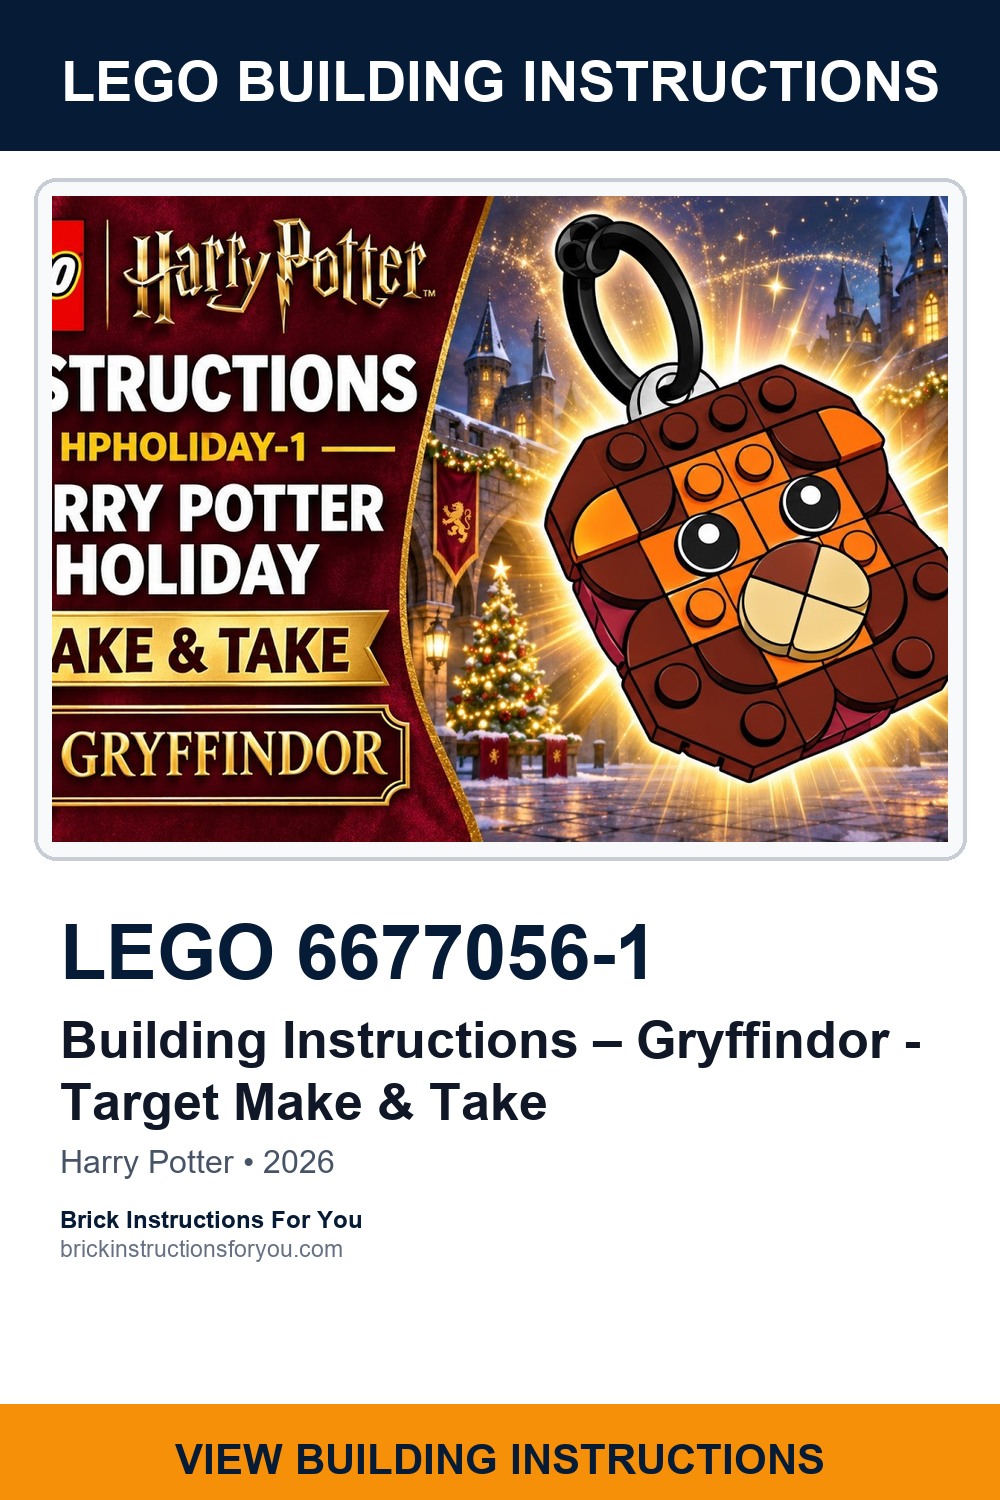 LEGO BUILDING INSTRUCTIONS
O | Harry Potter™
STRUCTIONS
HPHOLIDAY-1
RRY POTTER
HOLIDAY
AKE & TAKE
GRYFFINDOR
LEGO 6677056-1
Building Instructions – Gryffindor -
Target Make & Take
Harry Potter • 2026
Brick Instructions For You
brickinstructionsforyou.com
VIEW BUILDING INSTRUCTIONS